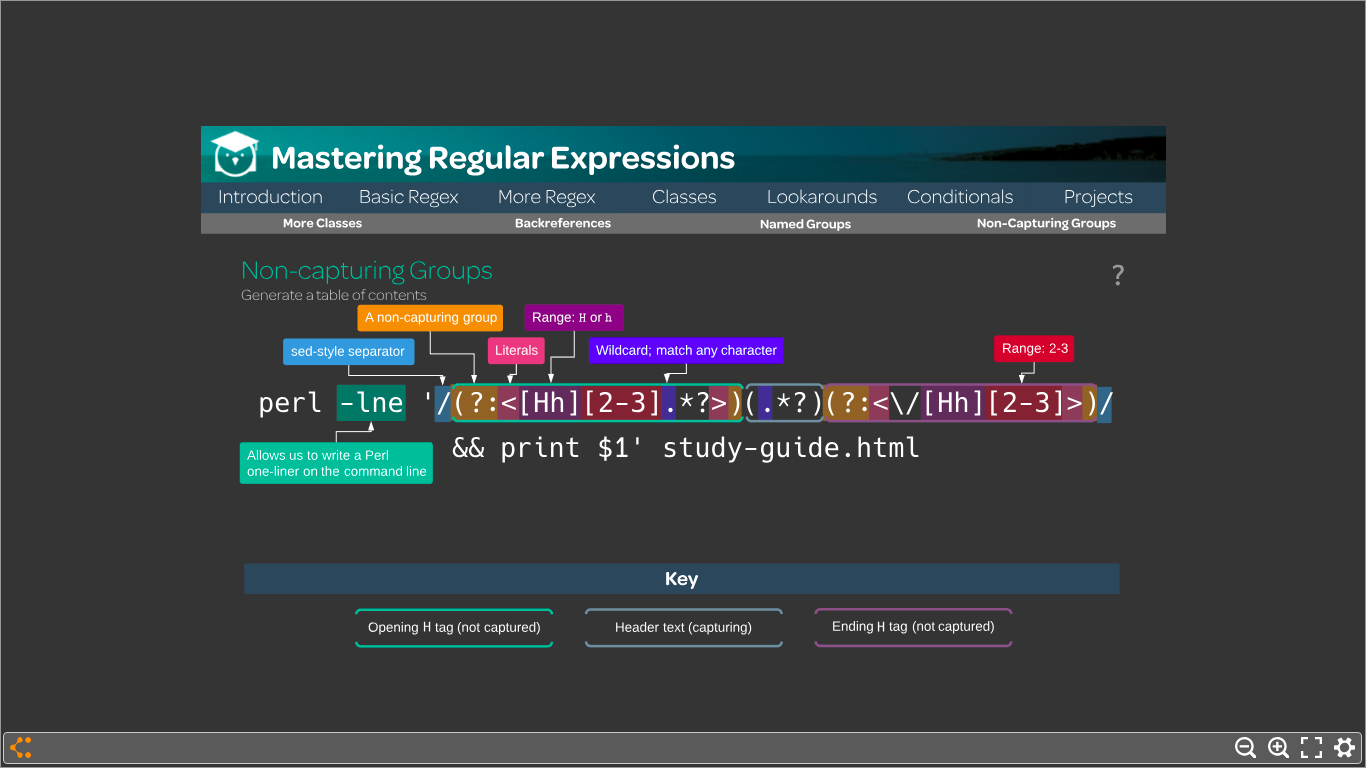 Mastering Regular Expressions
Introduction Basic Regex More Regex Classes Lookarounds Conditionals Projects
More Classes Backreferences Named Groups Non-Capturing Groups
Non-capturing Groups ?
Generate a table of contents
A non-capturing group Range: H or h
sed-style separator Literals Wildcard; match any character Range: 2-3
perl -lne '/(?:<[Hh][2-3].*?>)(.*?)(?:<\/[Hh][2-3]>)/
&& print $1' study-guide.html
Allows us to write a Perl
one-liner on the command line
Key
Opening H tag (not captured) Header text (capturing) Ending H tag (not captured)